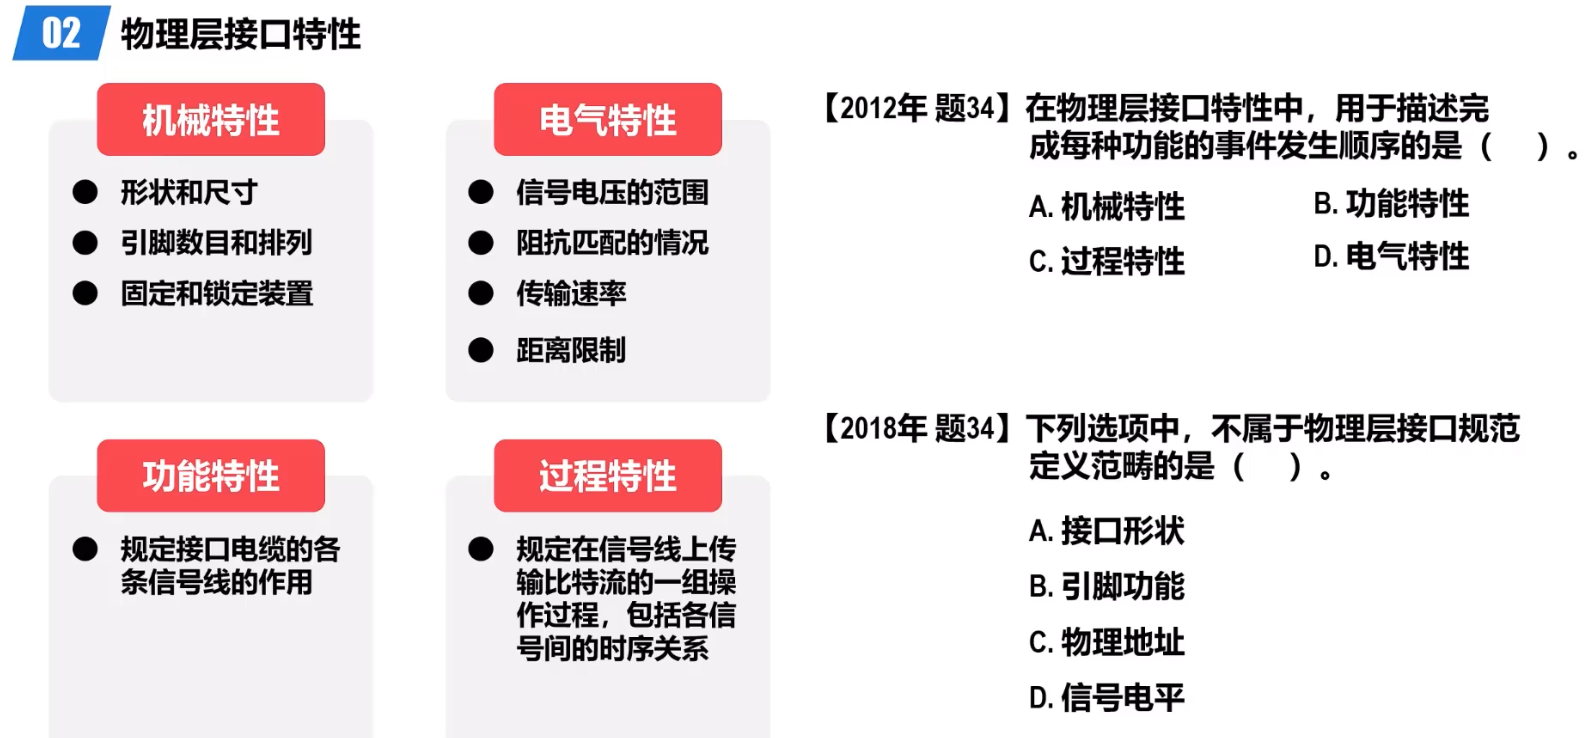 02 物理层接口特性
机械特性
形状和尺寸
引脚数目和排列
固定和锁定装置
电气特性
信号电压的范围
阻抗匹配的情况
传输速率
距离限制
功能特性
规定接口电缆的各
条信号线的作用
过程特性
规定在信号线上传
输比特流的一组操
作过程，包括各信
号间的时序关系
【2012年 题34】在物理层接口特性中，用于描述完
成每种功能的事件发生顺序的是（ ）。
A. 机械特性 B. 功能特性
C. 过程特性 D. 电气特性
【2018年 题34】下列选项中，不属于物理层接口规范
定义范畴的是（ ）。
A. 接口形状
B. 引脚功能
C. 物理地址
D. 信号电平